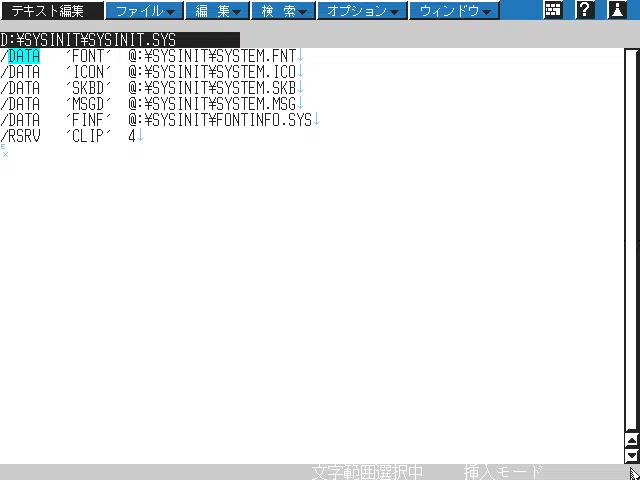 テキスト編集 ファイル 編 集 検 索 オプション ウィンドウ ?
D:¥SYSINIT¥SYSINIT.SYS
/DATA ´FONT´ @:¥SYSINIT¥SYSTEM.FNT↓
/DATA ´ICON´ @:¥SYSINIT¥SYSTEM.ICO↓
/DATA ´SKBD´ @:¥SYSINIT¥SYSTEM.SKB↓
/DATA ´MSGD´ @:¥SYSINIT¥SYSTEM.MSG↓
/DATA ´FINF´ @:¥SYSINIT¥FONTINFO.SYS↓
/RSRV ´CLIP´ 4↓
文字範囲選択中 挿入モード